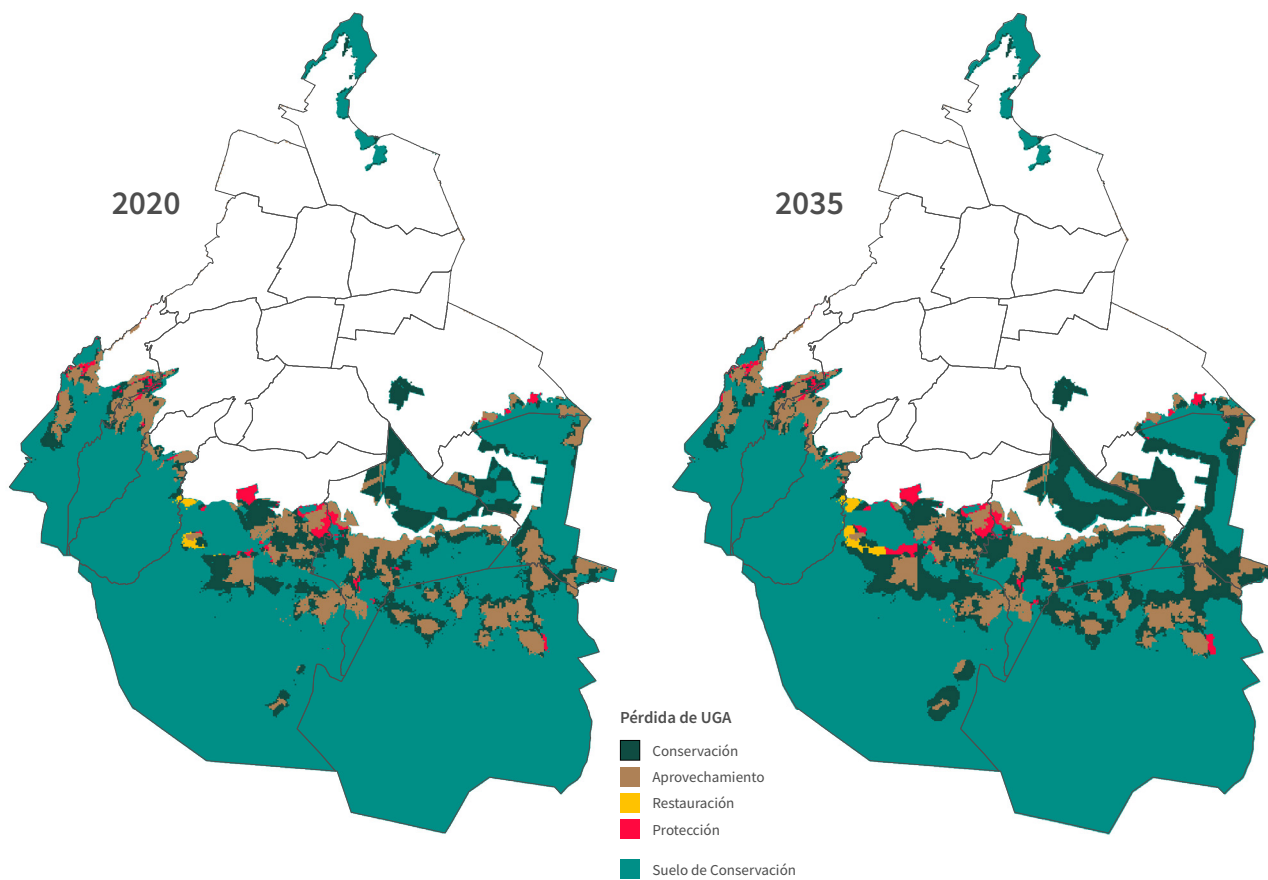 2020
2035
Pérdida de UGA
Conservación
Aprovechamiento
Restauración
Protección
Suelo de Conservación